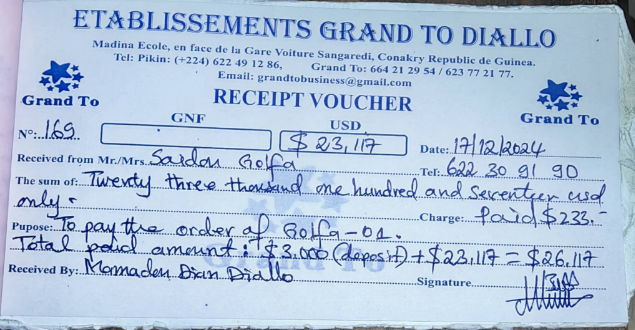 ETABLISSEMENTS GRAND TO DIALLO
Madina Ecole, en face de la Gare Voiture Sangaredi, Conakry Republic de Guinea.
Tel: Pikin: (+224) 622 49 12 86, Grand To: 664 21 29 54 / 623 77 21 77.
Email: grandtobusiness@gmail.com
Grand To
RECEIPT VOUCHER
Grand To
GNF USD
N°: 169 $ 23,117 Date: 17/12/2024
Received from Mr./Mrs. Saidou Golfa Tel: 622 30 91 90
The sum of: Twenty three thousand one hundred and seventeen usd
only. Charge: Paid $233.-
Pupose: To pay the order of Golfa-01.
Total paid amount: $3.000 (deposit) + $23,117 = $26,117
Grand To
Received By: Mamadou Dian Diallo Signature